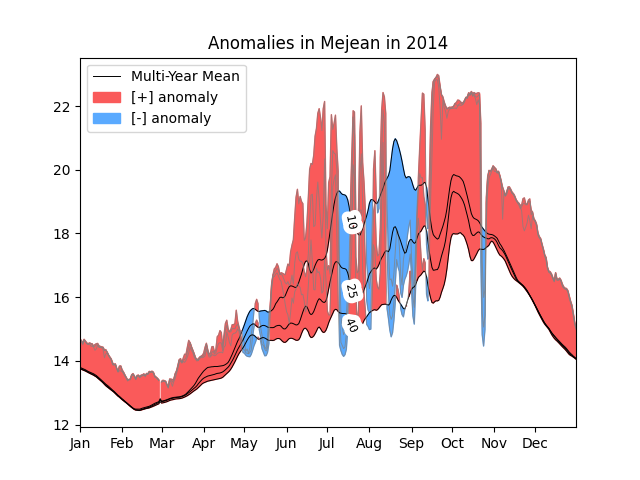 Anomalies in Mejean in 2014
Multi-Year Mean
[+] anomaly
[-] anomaly
22
20
18
16
14
12
10
25
40
Jan Feb Mar Apr May Jun Jul Aug Sep Oct Nov Dec